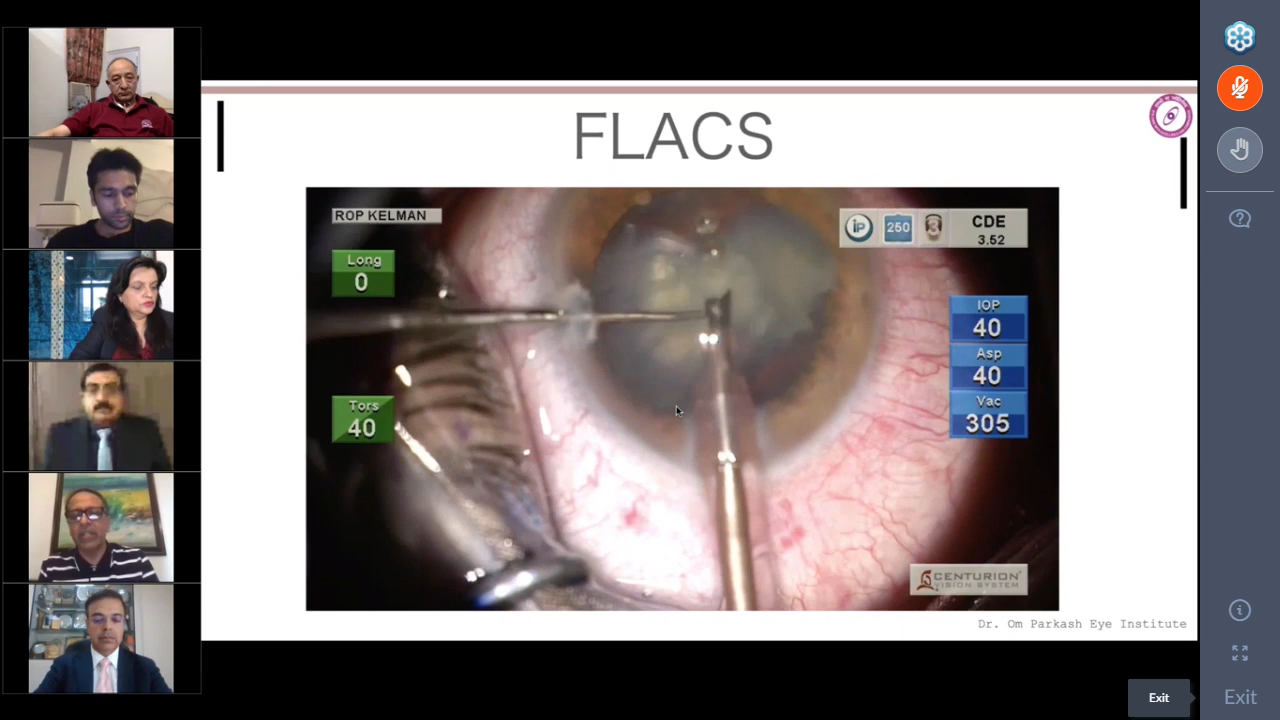 FLACS
ROP KELMAN
iP
250
CDE
3.52
Long
0
IOP
40
Asp
40
Tors
40
Vac
305
CENTURION
VISION SYSTEM
Dr. Om Parkash Eye Institute
Exit
Exit